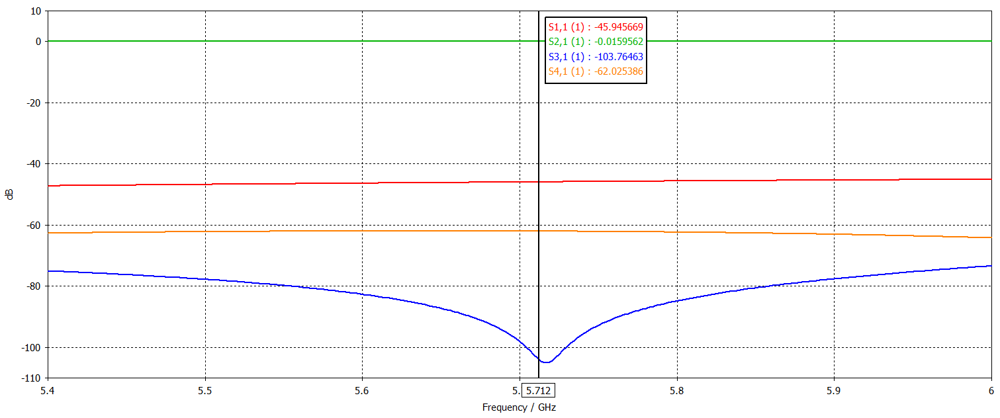 10
0
-20
-40
-60
-80
-100
-110
dB
S1,1 (1) : -45.945669
S2,1 (1) : -0.0159562
S3,1 (1) : -103.76463
S4,1 (1) : -62.025386
5.4 5.5 5.6 5. 5.712 5.8 5.9 6
Frequency / GHz